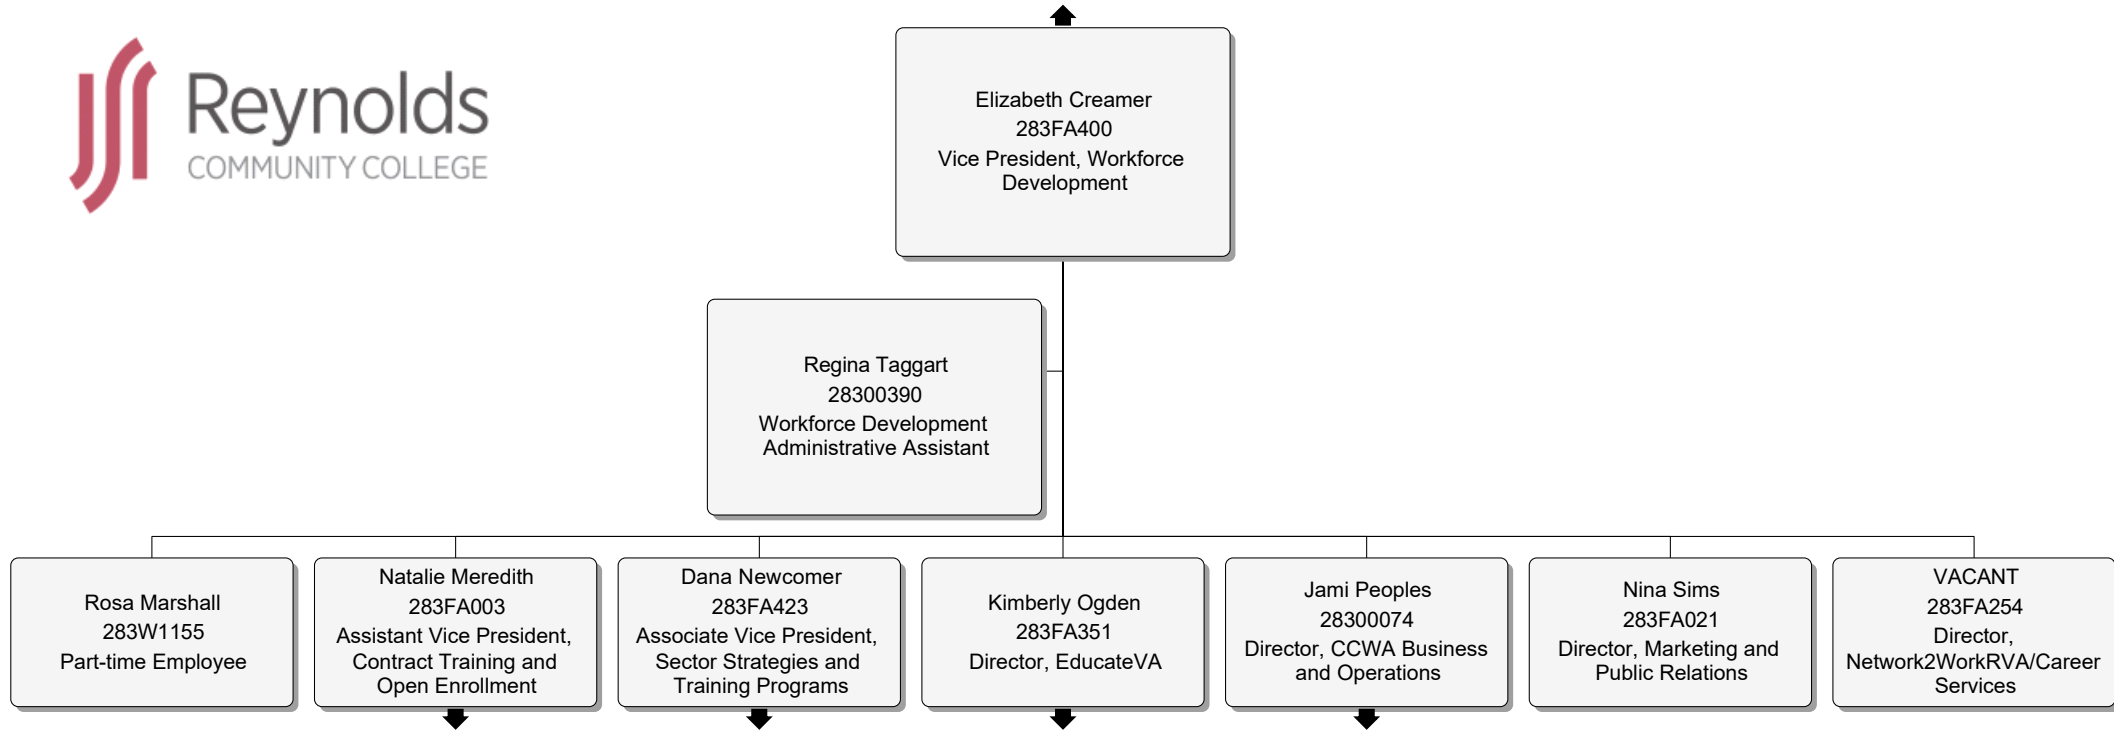 Reynolds
COMMUNITY COLLEGE
Elizabeth Creamer
283FA400
Vice President, Workforce
Development
Regina Taggart
28300390
Workforce Development
Administrative Assistant
Rosa Marshall
283W1155
Part-time Employee
Natalie Meredith
283FA003
Assistant Vice President,
Contract Training and
Open Enrollment
Dana Newcomer
283FA423
Associate Vice President,
Sector Strategies and
Training Programs
Kimberly Ogden
283FA351
Director, EducateVA
Jami Peoples
28300074
Director, CCWA Business
and Operations
Nina Sims
283FA021
Director, Marketing and
Public Relations
VACANT
283FA254
Director,
Network2WorkRVA/Career
Services